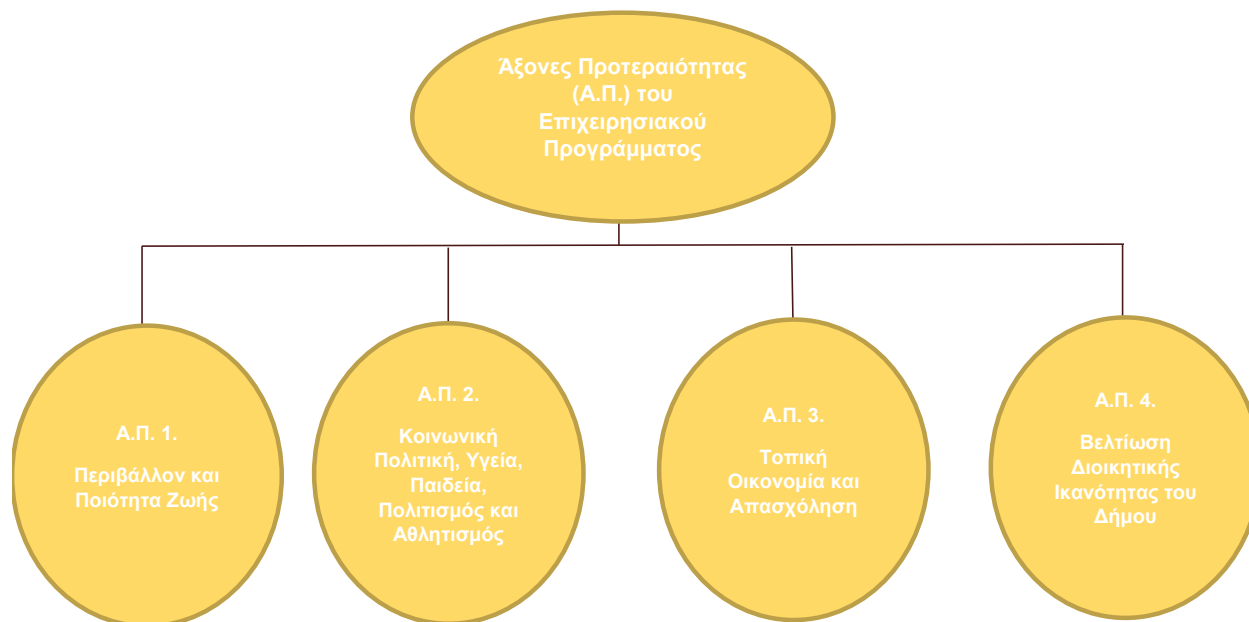 Άξονες Προτεραιότητας
(Α.Π.) του
Επιχειρησιακού
Προγράμματος
Α.Π. 1.
Περιβάλλον και
Ποιότητα Ζωής
Α.Π. 2.
Κοινωνική
Πολιτική, Υγεία,
Παιδεία,
Πολιτισμός και
Αθλητισμός
Α.Π. 3.
Τοπική
Οικονομία και
Απασχόληση
Α.Π. 4.
Βελτίωση
Διοικητικής
Ικανότητας του
Δήμου